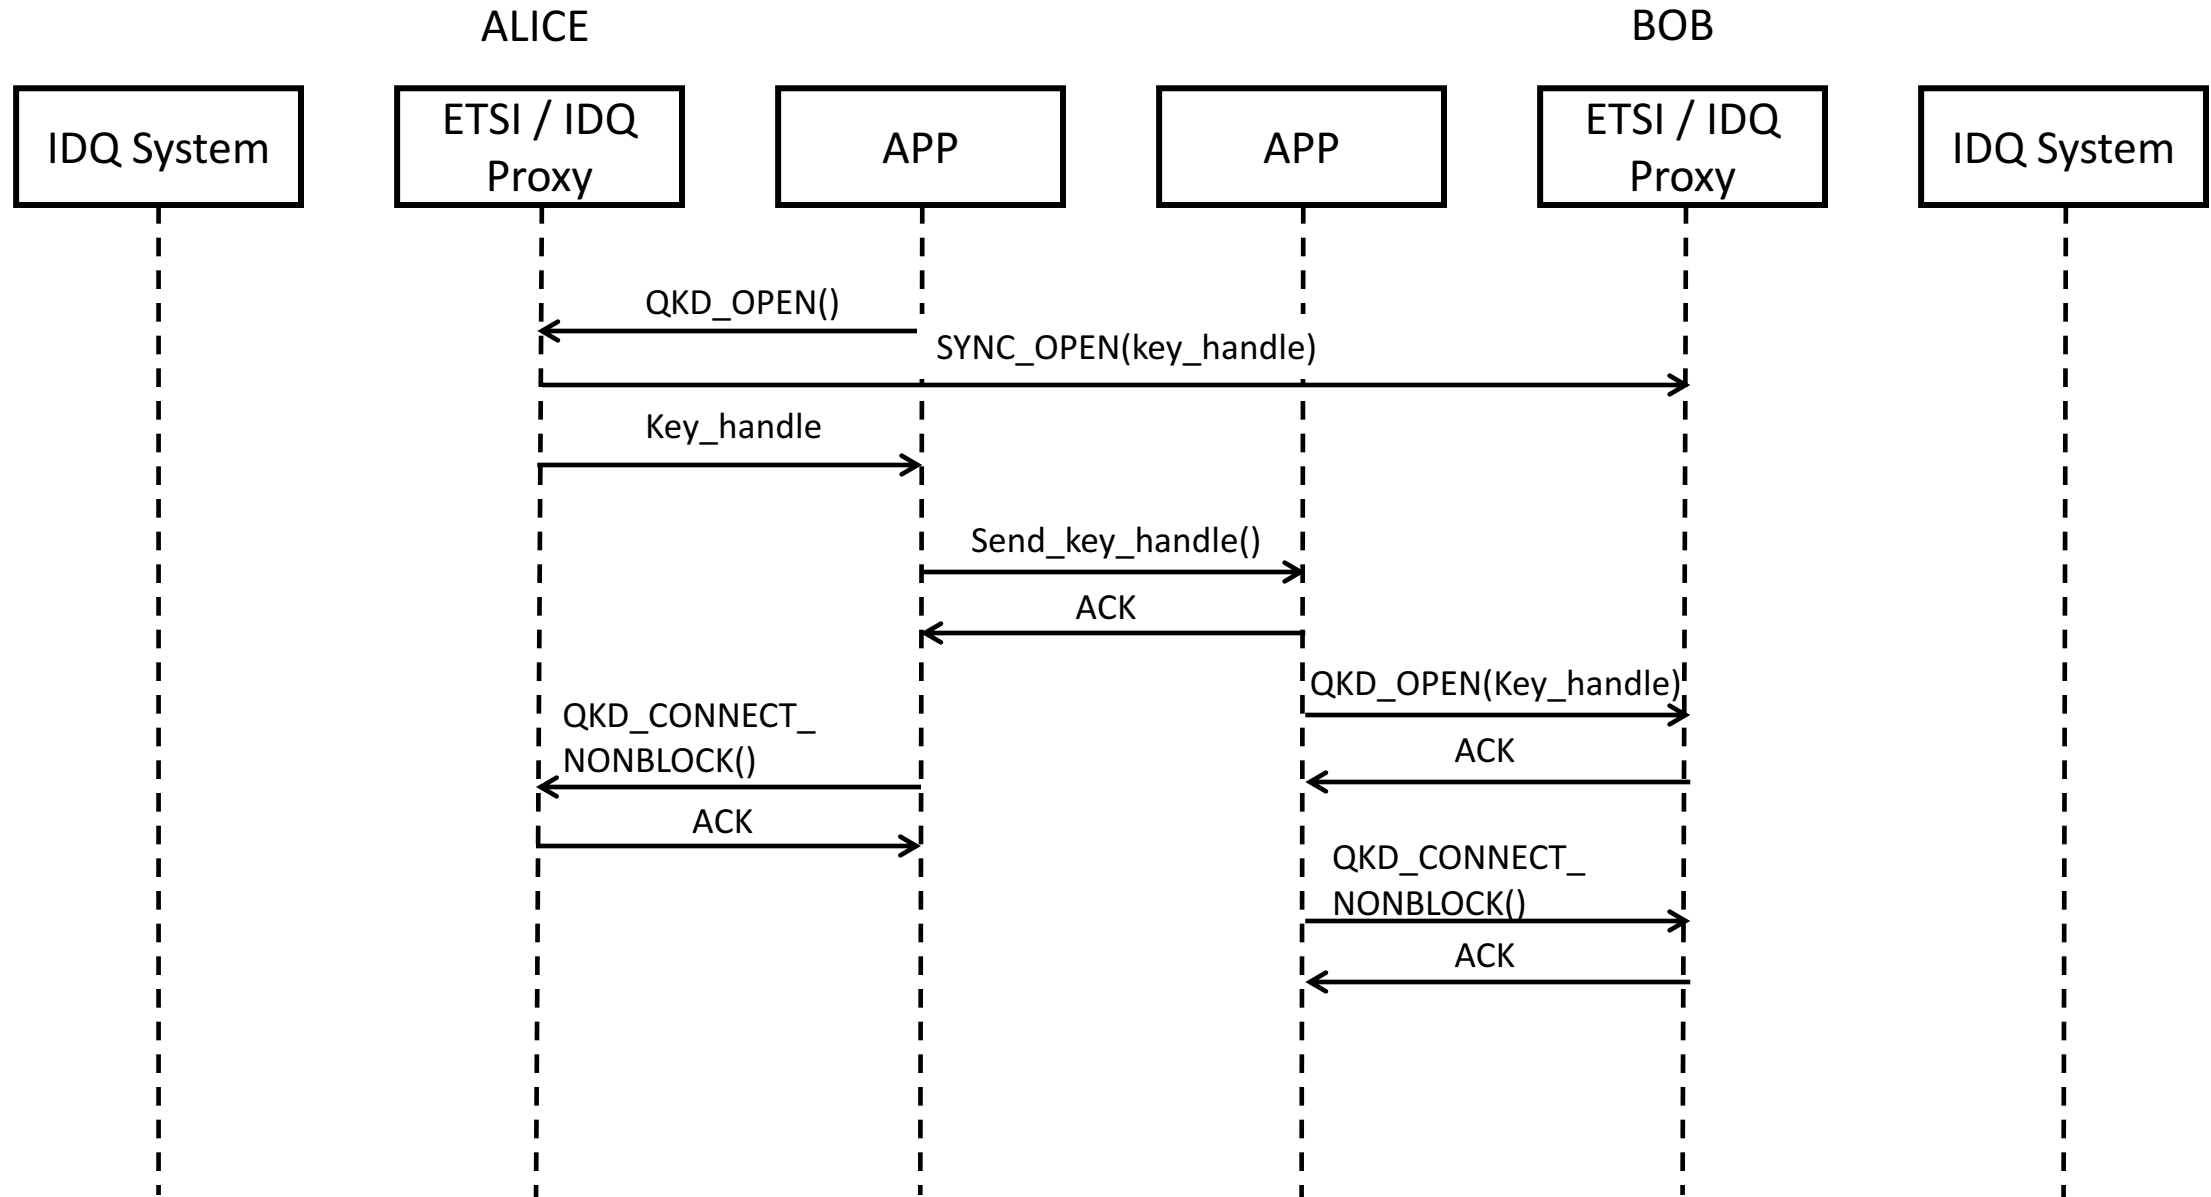 ALICE
BOB
IDQ System
ETSI / IDQ
Proxy
APP
APP
ETSI / IDQ
Proxy
IDQ System
QKD_OPEN()
SYNC_OPEN(key_handle)
Key_handle
Send_key_handle()
ACK
QKD_OPEN(Key_handle)
QKD_CONNECT_
NONBLOCK()
ACK
ACK
QKD_CONNECT_
NONBLOCK()
ACK